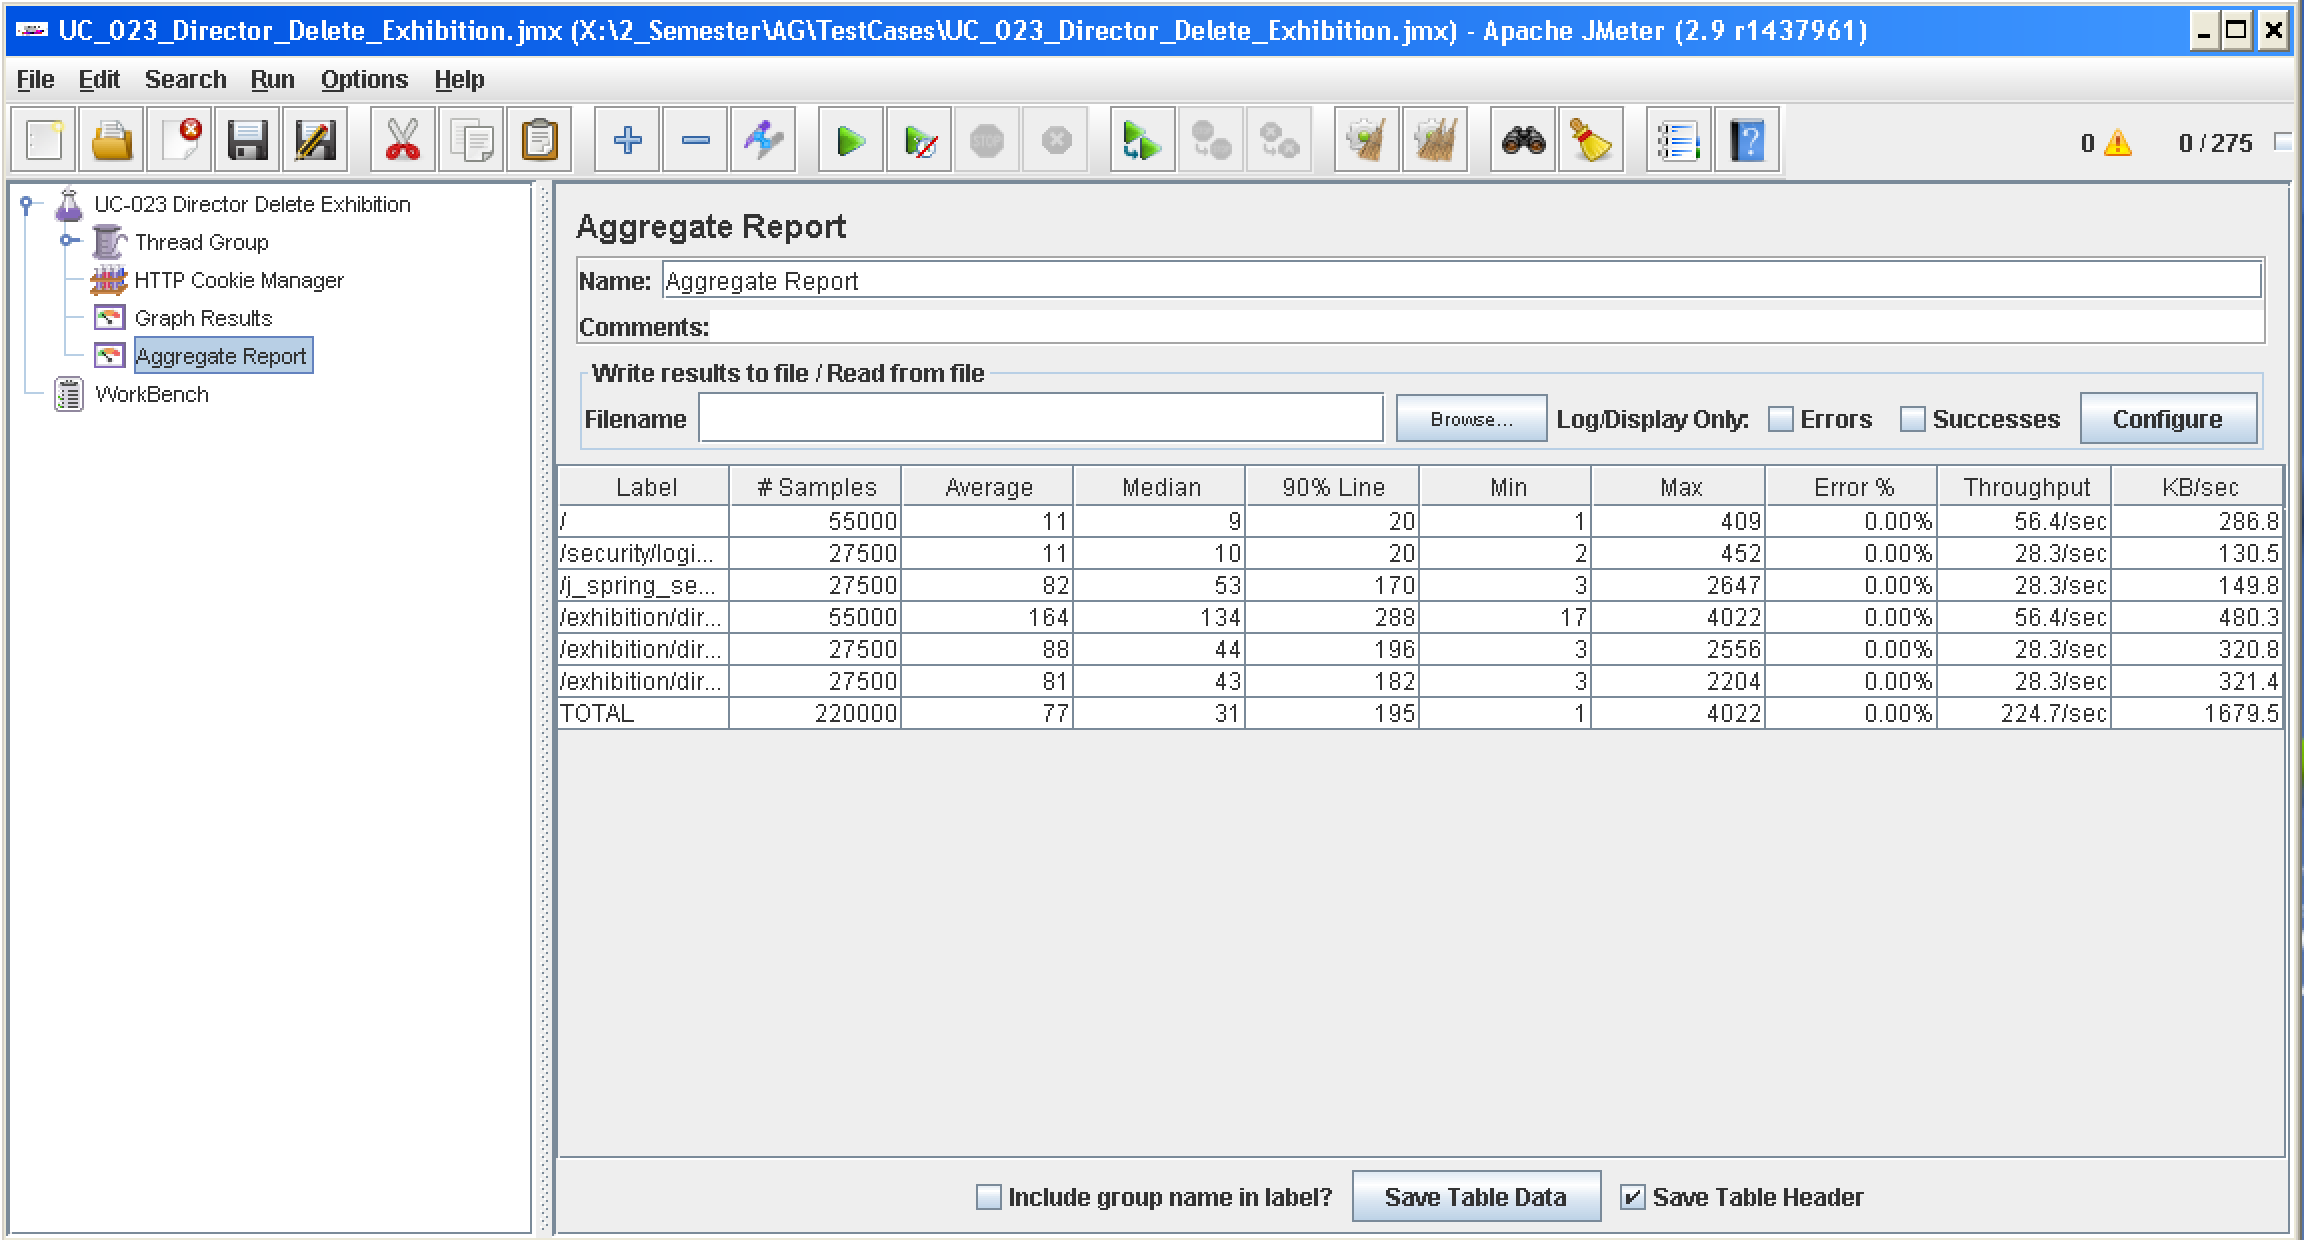 UC_023_Director_Delete_Exhibition.jmx (X:\2_Semester\AG\TestCases\UC_023_Director_Delete_Exhibition.jmx) - Apache JMeter (2.9 r1437961)
File Edit Search Run Options Help
STOP 0 0 / 275
UC-023 Director Delete Exhibition
Thread Group
HTTP Cookie Manager
Graph Results
Aggregate Report
WorkBench
Aggregate Report
Name: Aggregate Report
Comments:
Write results to file / Read from file
Filename Browse... Log/Display Only: Errors Successes Configure
Label # Samples Average Median 90% Line Min Max Error % Throughput KB/sec
/ 55000 11 9 20 1 409 0.00% 56.4/sec 286.8
/security/logi... 27500 11 10 20 2 452 0.00% 28.3/sec 130.5
/j_spring_se... 27500 82 53 170 3 2647 0.00% 28.3/sec 149.8
/exhibition/dir... 55000 164 134 288 17 4022 0.00% 56.4/sec 480.3
/exhibition/dir... 27500 88 44 196 3 2556 0.00% 28.3/sec 320.8
/exhibition/dir... 27500 81 43 182 3 2204 0.00% 28.3/sec 321.4
TOTAL 220000 77 31 195 1 4022 0.00% 224.7/sec 1679.5
Include group name in label? Save Table Data Save Table Header